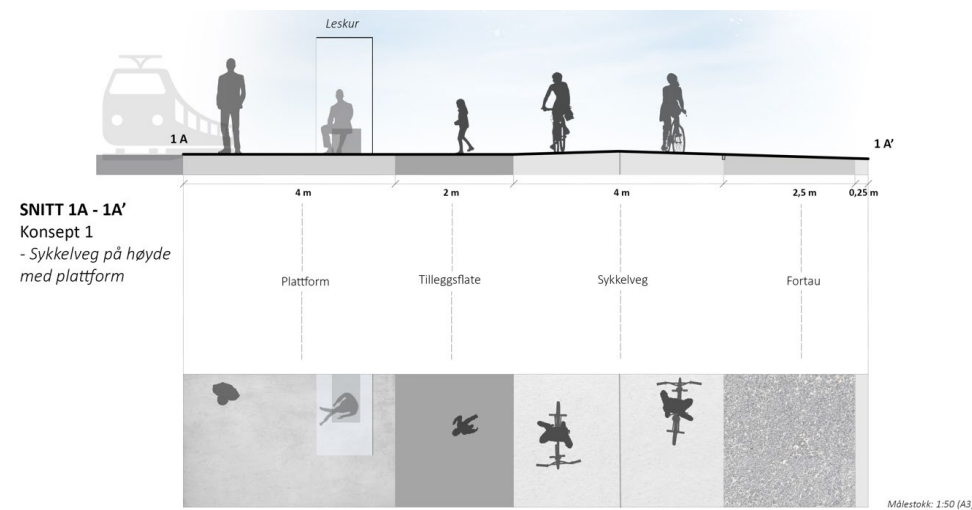 Leskur
1 A
1 A'
4 m
2 m
4 m
2,5 m
0,25 m
SNITT 1A - 1A'
Konsept 1
- Sykkelveg på høyde
med plattform
Plattform
Tilleggsflate
Sykkelveg
Fortau
Målestokk: 1:50 (A3)